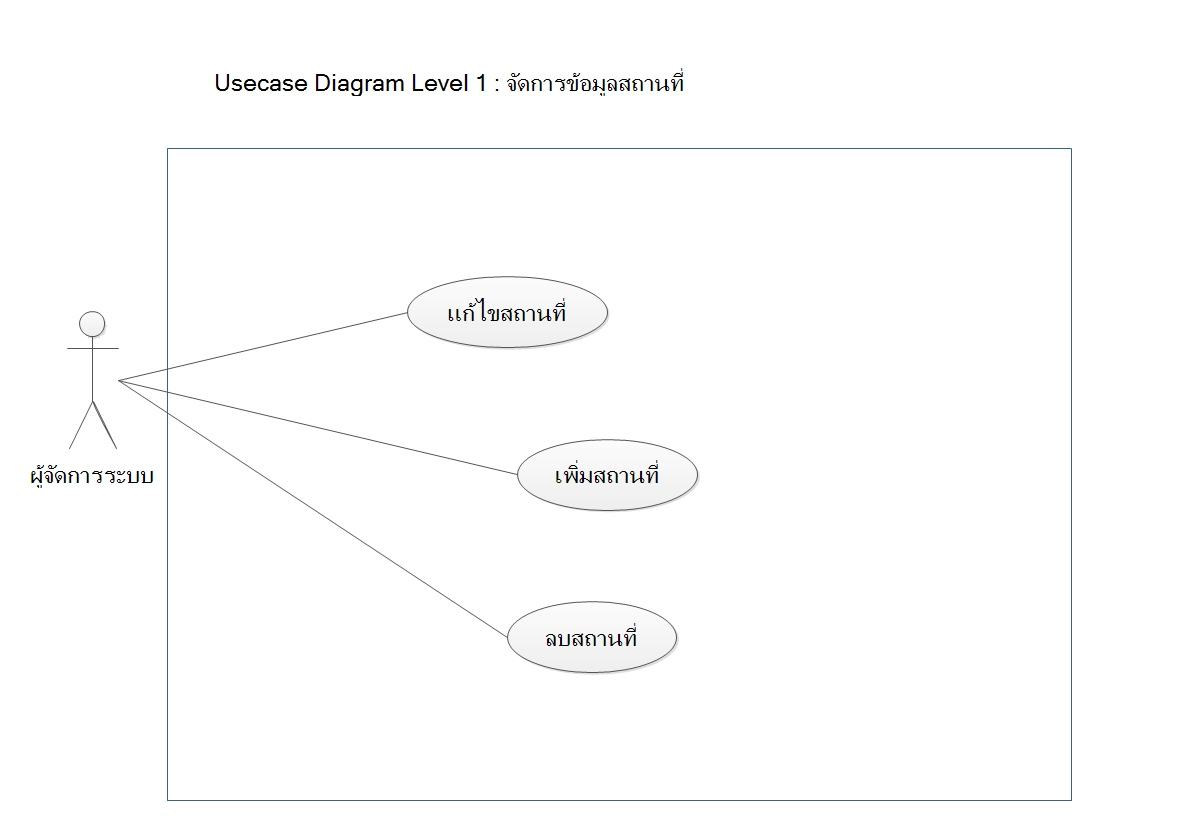 Usecase Diagram Level 1 : จัดการข้อมูลสถานที่
แก้ไขสถานที่
ผู้จัดการระบบ
เพิ่มสถานที่
ลบสถานที่